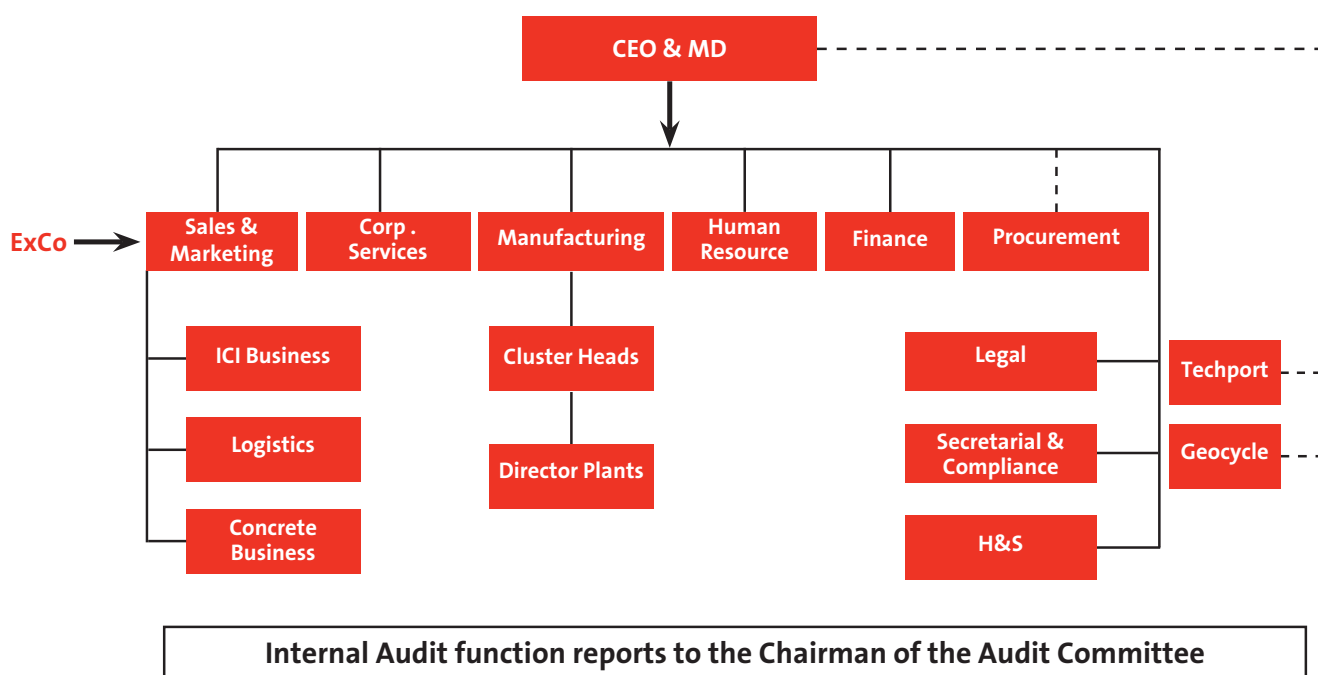 CEO & MD
ExCo
Sales &
Marketing
Corp .
Services
Manufacturing
Human
Resource
Finance
Procurement
ICI Business
Cluster Heads
Legal
Techport
Logistics
Director Plants
Secretarial &
Compliance
Geocycle
Concrete
Business
H&S
Internal Audit function reports to the Chairman of the Audit Committee